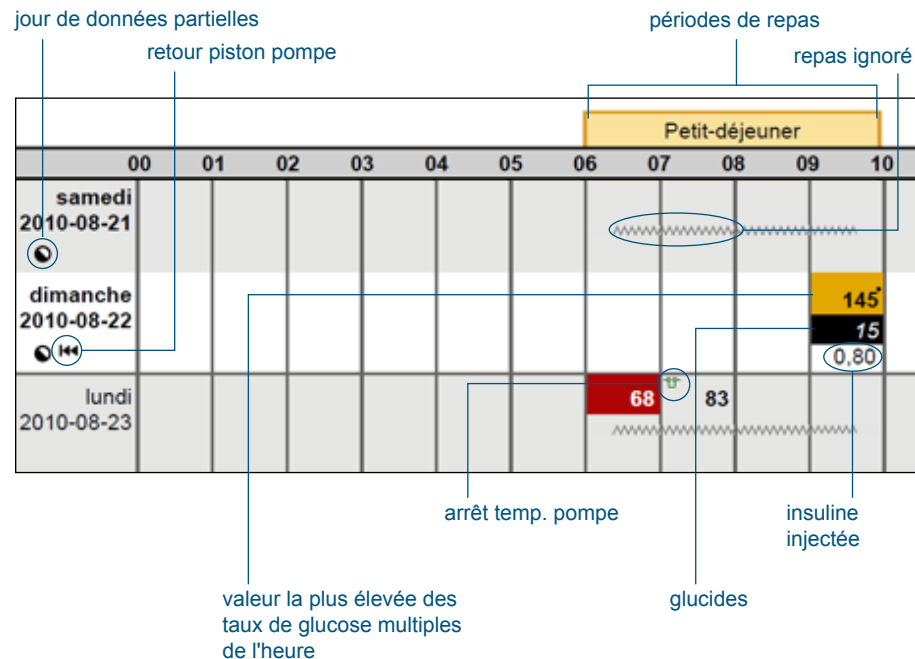 jour de données partielles
périodes de repas
retour piston pompe
repas ignoré
Petit-déjeuner
00 01 02 03 04 05 06 07 08 09 10
samedi
2010-08-21
dimanche
2010-08-22
145
15
0,80
lundi
2010-08-23
68 83
arrêt temp. pompe
insuline
injectée
valeur la plus élevée des
taux de glucose multiples
de l'heure
glucides